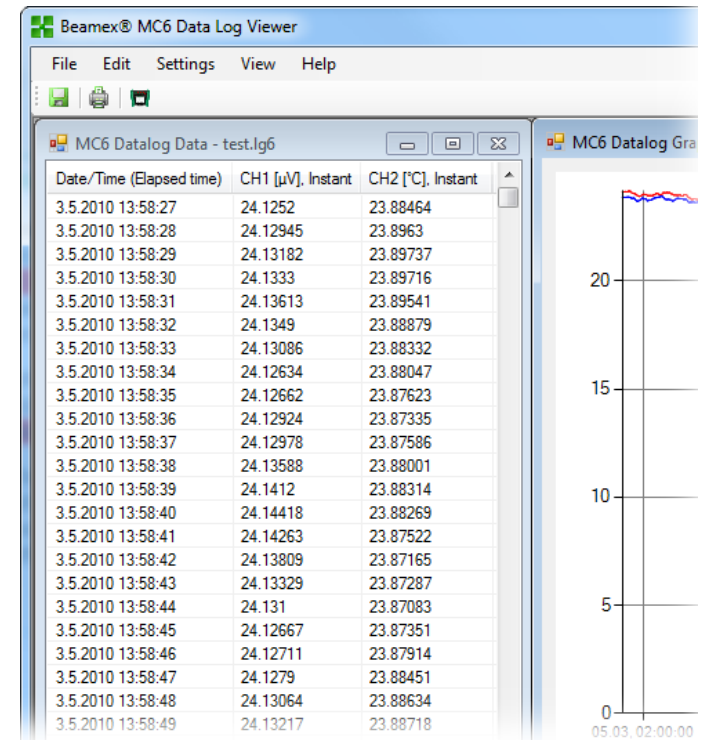 Beamex® MC6 Data Log Viewer
File Edit Settings View Help
MC6 Datalog Data - test.lg6
Date/Time (Elapsed time) CH1 [µV], Instant CH2 [°C], Instant
3.5.2010 13:58:27 24.1252 23.88464
3.5.2010 13:58:28 24.12945 23.8963
3.5.2010 13:58:29 24.13182 23.89737
3.5.2010 13:58:30 24.1333 23.89716
3.5.2010 13:58:31 24.13613 23.89541
3.5.2010 13:58:32 24.1349 23.88879
3.5.2010 13:58:33 24.13086 23.88332
3.5.2010 13:58:34 24.12634 23.88047
3.5.2010 13:58:35 24.12662 23.87623
3.5.2010 13:58:36 24.12924 23.87335
3.5.2010 13:58:37 24.12978 23.87586
3.5.2010 13:58:38 24.13588 23.88001
3.5.2010 13:58:39 24.1412 23.88314
3.5.2010 13:58:40 24.14418 23.88269
3.5.2010 13:58:41 24.14263 23.87522
3.5.2010 13:58:42 24.13809 23.87165
3.5.2010 13:58:43 24.13329 23.87287
3.5.2010 13:58:44 24.131 23.87083
3.5.2010 13:58:45 24.12667 23.87351
3.5.2010 13:58:46 24.12711 23.87914
3.5.2010 13:58:47 24.1279 23.88451
3.5.2010 13:58:48 24.13064 23.88634
3.5.2010 13:58:49 24.13217 23.88718
MC6 Datalog Gra
20
15
10
5
0
05.03, 02:00:00